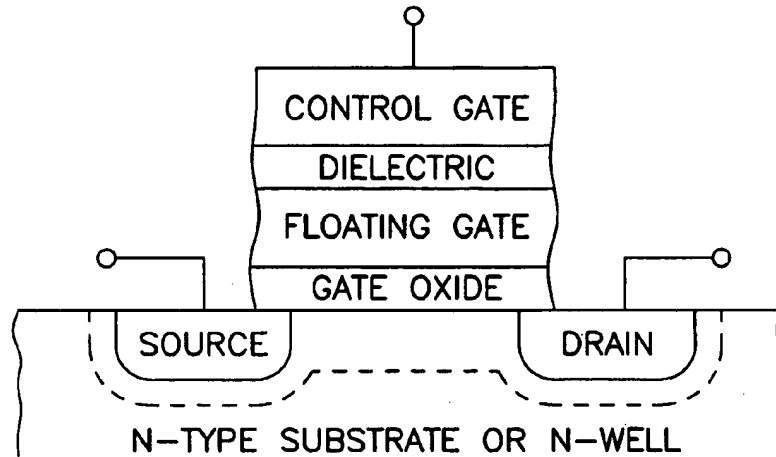 CONTROL GATE
DIELECTRIC
FLOATING GATE
GATE OXIDE
SOURCE
DRAIN
N-TYPE SUBSTRATE OR N-WELL